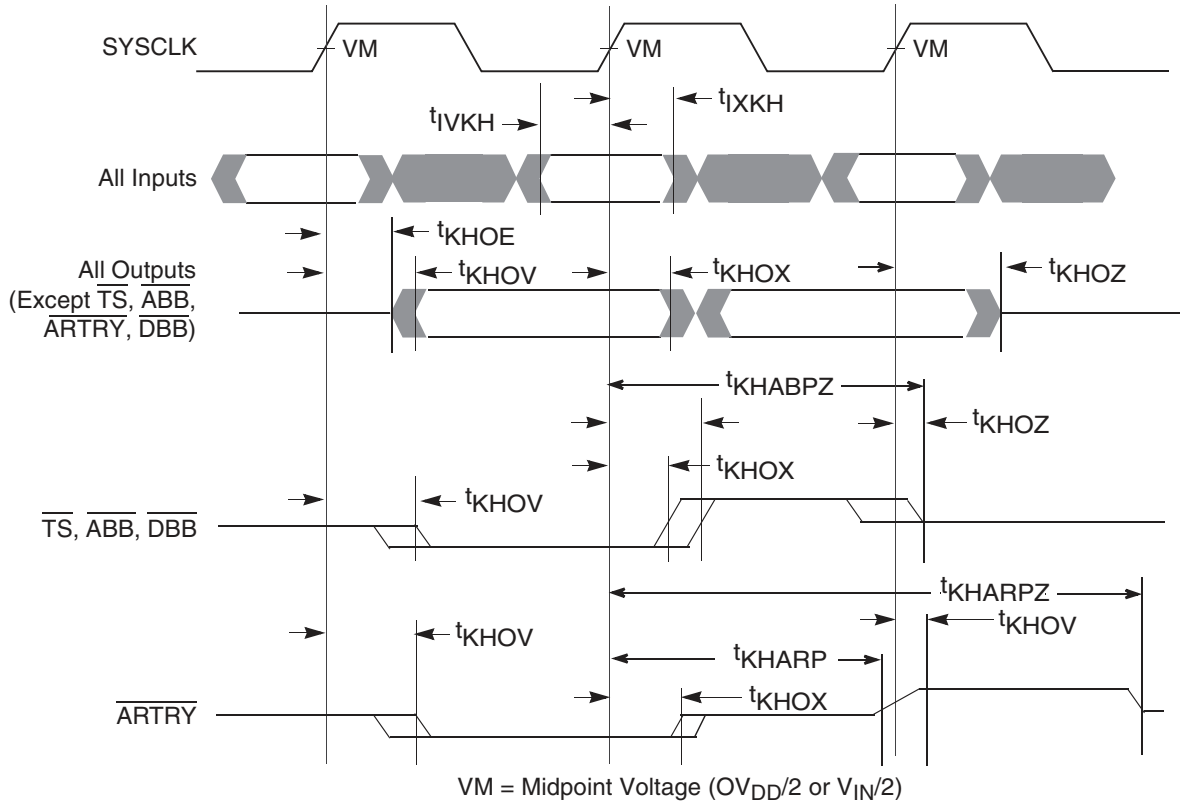 SYSCLK VM VM VM
tIVKH tIXKH
All Inputs
tKHOE
All Outputs tKHOV tKHOX tKHOZ
(Except TS, ABB,
ARTRY, DBB)
tKHABPZ
tKHOZ
tKHOX
tKHOV
TS, ABB, DBB
tKHARPZ
tKHOV tKHOV
tKHARP
tKHOX
ARTRY
VM = Midpoint Voltage (OVDD/2 or VIN/2)